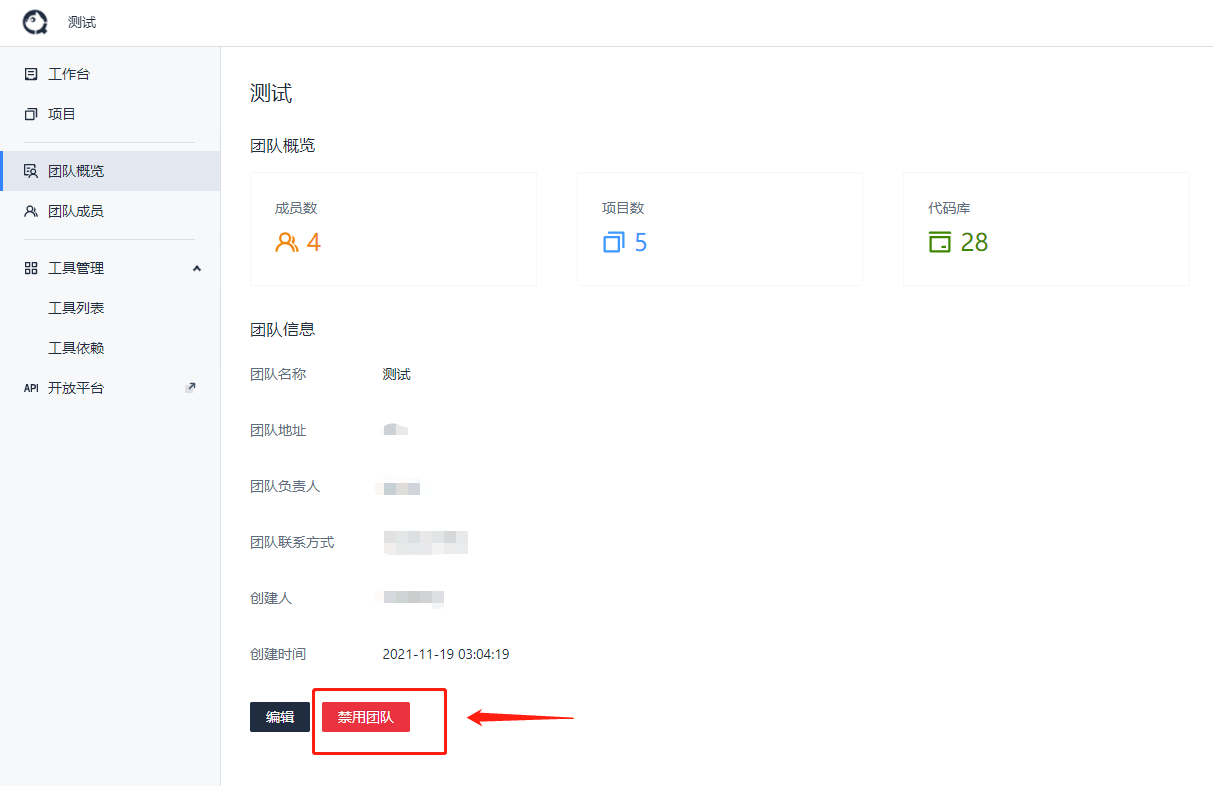 测试
工作台
项目
团队概览
团队成员
工具管理
工具列表
工具依赖
API 开放平台
测试
团队概览
成员数
4
项目数
5
代码库
28
团队信息
团队名称 测试
团队地址
团队负责人
团队联系方式
创建人
创建时间 2021-11-19 03:04:19
编辑 禁用团队